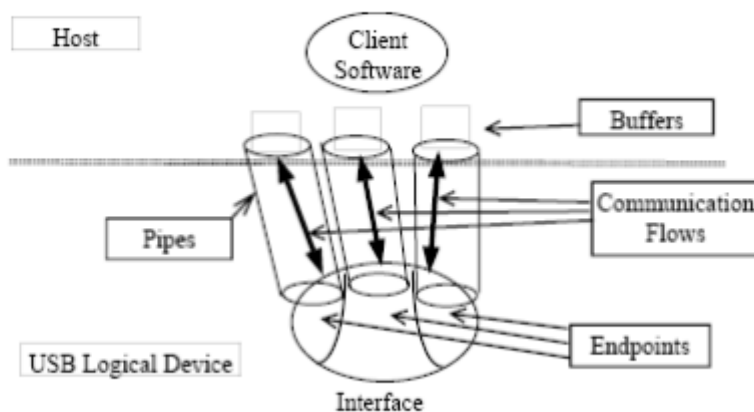 Host
Client
Software
Buffers
Pipes
Communication
Flows
USB Logical Device
Endpoints
Interface